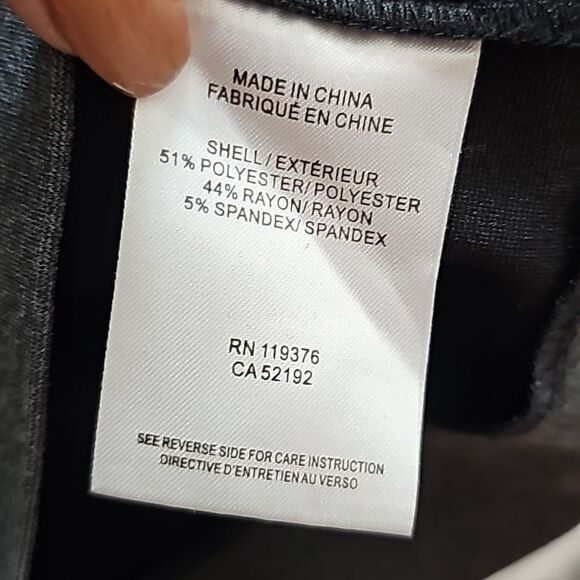 MADE IN CHINA
FABRIQUÉ EN CHINE
SHELL/EXTÉRIEUR
51% POLYESTER/POLYESTER
44% RAYON/RAYON
5% SPANDEX/SPANDEX
RN 119376
CA 52192
SEE REVERSE SIDE FOR CARE INSTRUCTION
DIRECTIVE D'ENTRETIEN AU VERSO